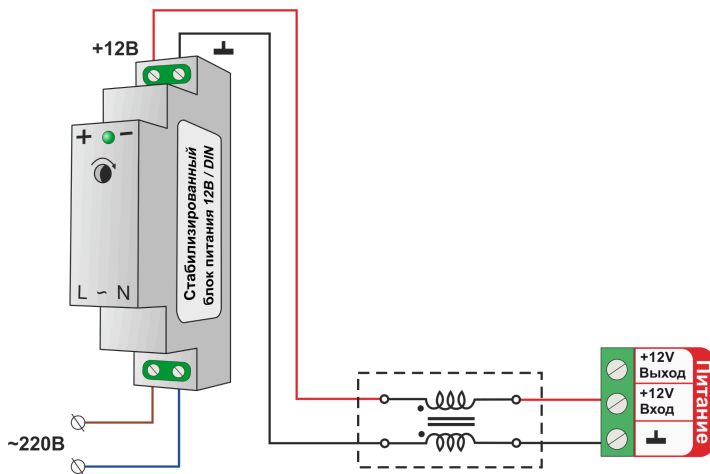 +12В
+ −
L ~ N
Стабилизированный
блок питания 12В / DIN
~220В
+12V
Выход
+12V
Вход
Питание